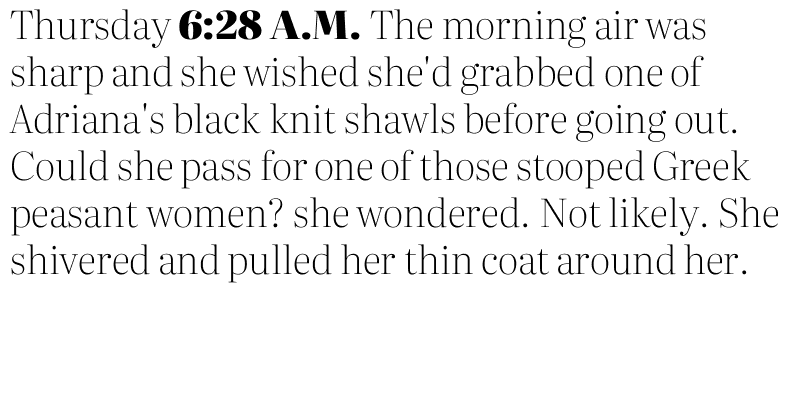 Thursday 6:28 A.M. The morning air was
sharp and she wished she'd grabbed one of
Adriana's black knit shawls before going out.
Could she pass for one of those stooped Greek
peasant women? she wondered. Not likely. She
shivered and pulled her thin coat around her.